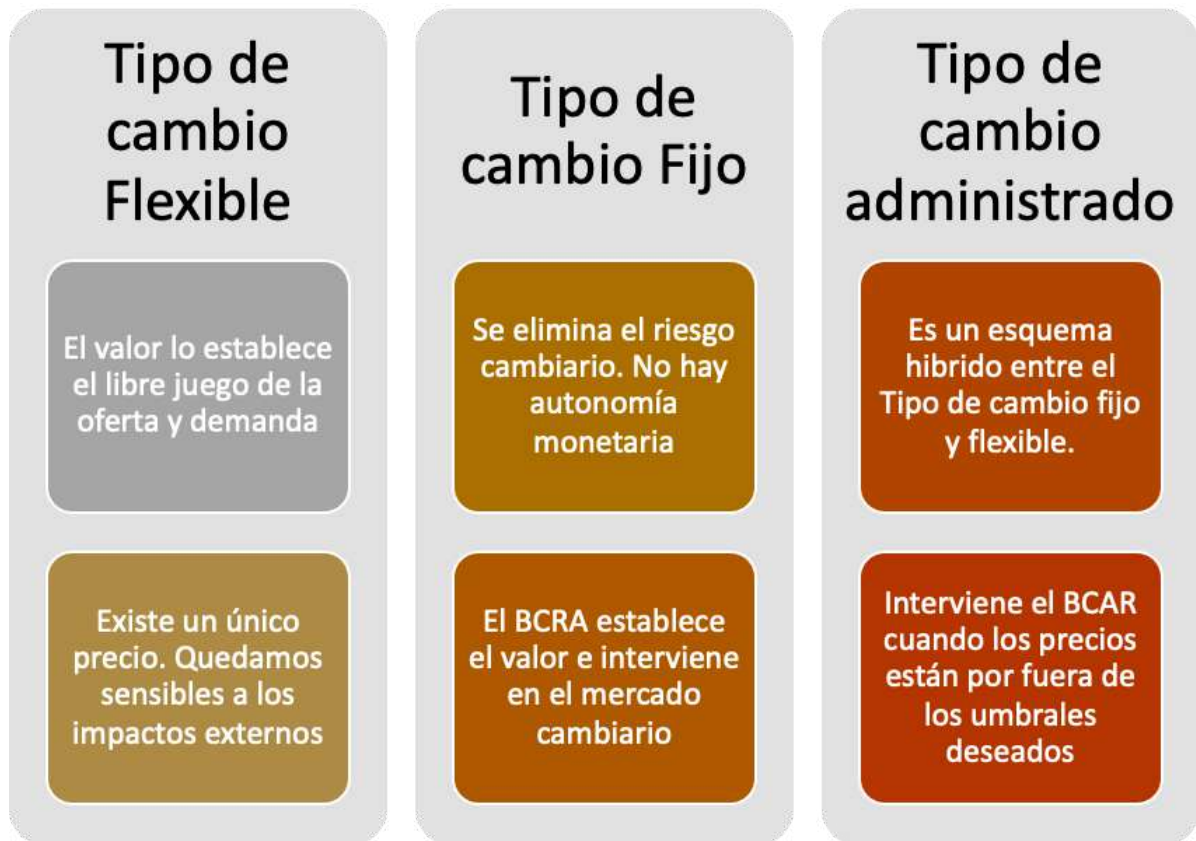 Tipo de
cambio
Flexible
El valor lo establece
el libre juego de la
oferta y demanda
Existe un único
precio. Quedamos
sensibles a los
impactos externos
Tipo de
cambio Fijo
Se elimina el riesgo
cambiario. No hay
autonomía
monetaria
El BCRA establece
el valor e interviene
en el mercado
cambiario
Tipo de
cambio
administrado
Es un esquema
hibrido entre el
Tipo de cambio fijo
y flexible.
Interviene el BCAR
cuando los precios
están por fuera de
los umbrales
deseados